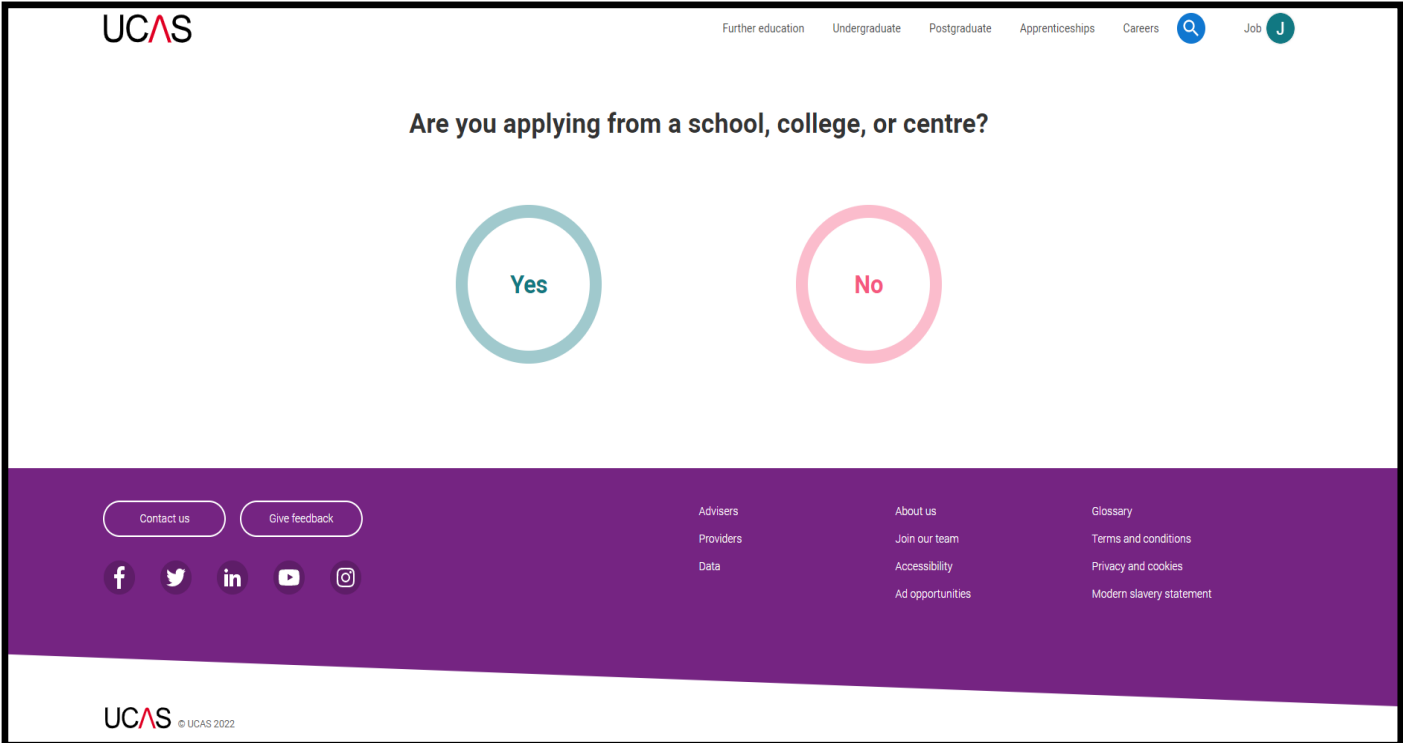 UCAS
Further education Undergraduate Postgraduate Apprenticeships Careers Job J
Are you applying from a school, college, or centre?
Yes No
Contact us Give feedback
Advisers About us Glossary
Providers Join our team Terms and conditions
Data Accessibility Privacy and cookies
Ad opportunities Modern slavery statement
UCAS © UCAS 2022